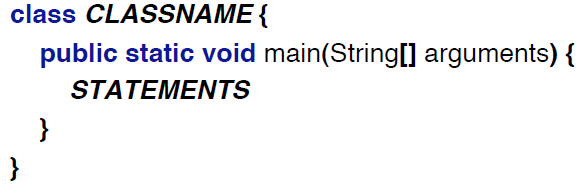 class CLASSNAME {
public static void main(String[] arguments) {
STATEMENTS
}
}